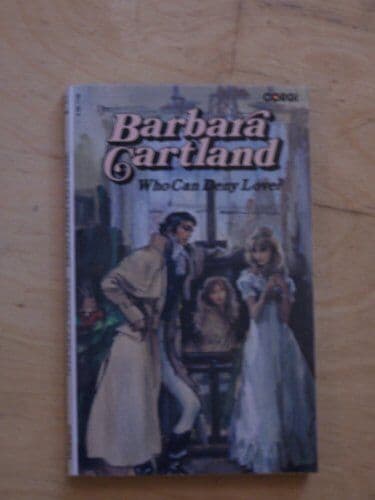 CORGI
Barbara
Cartland
Who Can Deny Love?